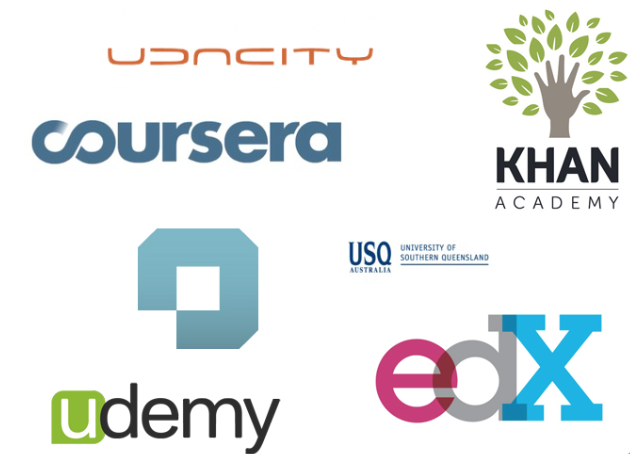 UDACITY
coursera
KHAN
ACADEMY
USQ
AUSTRALIA
UNIVERSITY OF
SOUTHERN QUEENSLAND
edX
udemy